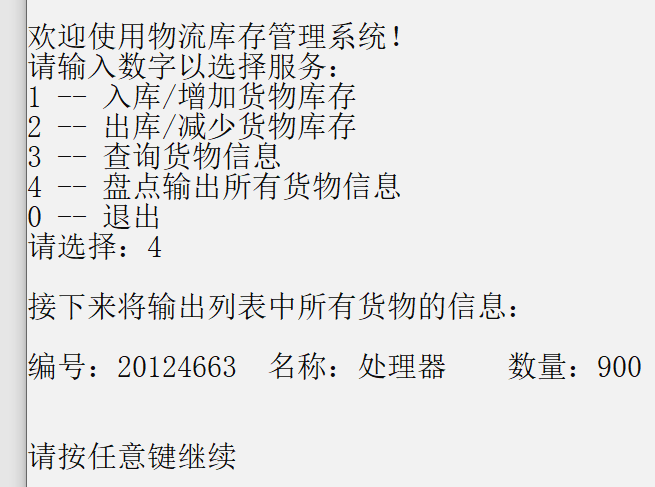 欢迎使用物流库存管理系统！
请输入数字以选择服务：
1 -- 入库/增加货物库存
2 -- 出库/减少货物库存
3 -- 查询货物信息
4 -- 盘点输出所有货物信息
0 -- 退出
请选择：4
接下来将输出列表中所有货物的信息：
编号：20124663 名称：处理器 数量：900
请按任意键继续